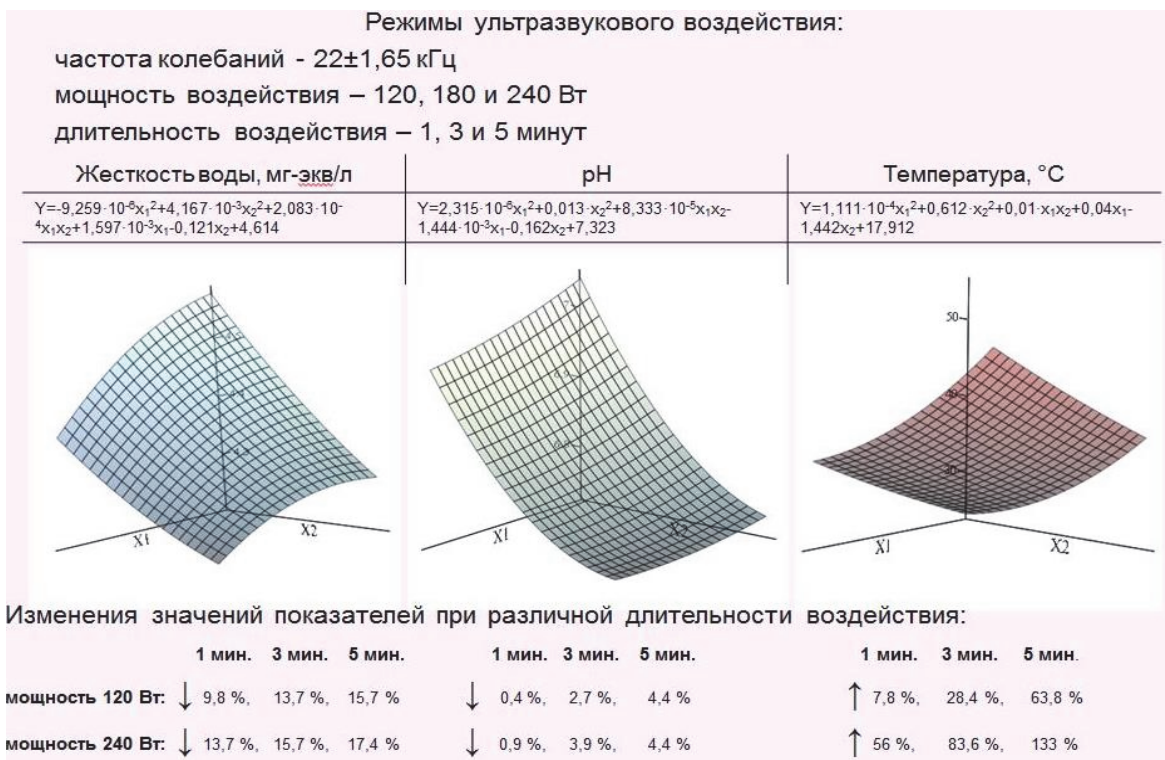 Режимы ультразвукового воздействия:
частота колебаний - 22±1,65 кГц
мощность воздействия – 120, 180 и 240 Вт
длительность воздействия – 1, 3 и 5 минут
Жесткость воды, мг-экв/л
Y=-9,259·10⁻⁶x₁²+4,167·10⁻³x₂²+2,083·10⁻
⁴x₁x₂+1,597·10⁻³x₁-0,121x₂+4,614
pH
Y=2,315·10⁻⁶x₁²+0,013·x₂²+8,333·10⁻⁵x₁x₂-
1,444·10⁻³x₁-0,162x₂+7,323
Температура, °C
Y=1,111·10⁻⁴x₁²+0,612·x₂²+0,01·x₁x₂+0,04x₁-
1,442x₂+17,912
X1
X2
6,9
X1
X2
50
40
X1
X2
Изменения значений показателей при различной длительности воздействия:
1 мин. 3 мин. 5 мин. 1 мин. 3 мин. 5 мин. 1 мин. 3 мин. 5 мин.
мощность 120 Вт: ↓ 9,8 %, 13,7 %, 15,7 % ↓ 0,4 %, 2,7 %, 4,4 % ↑ 7,8 %, 28,4 %, 63,8 %
мощность 240 Вт: ↓ 13,7 %, 15,7 %, 17,4 % ↓ 0,9 %, 3,9 %, 4,4 % ↑ 56 %, 83,6 %, 133 %